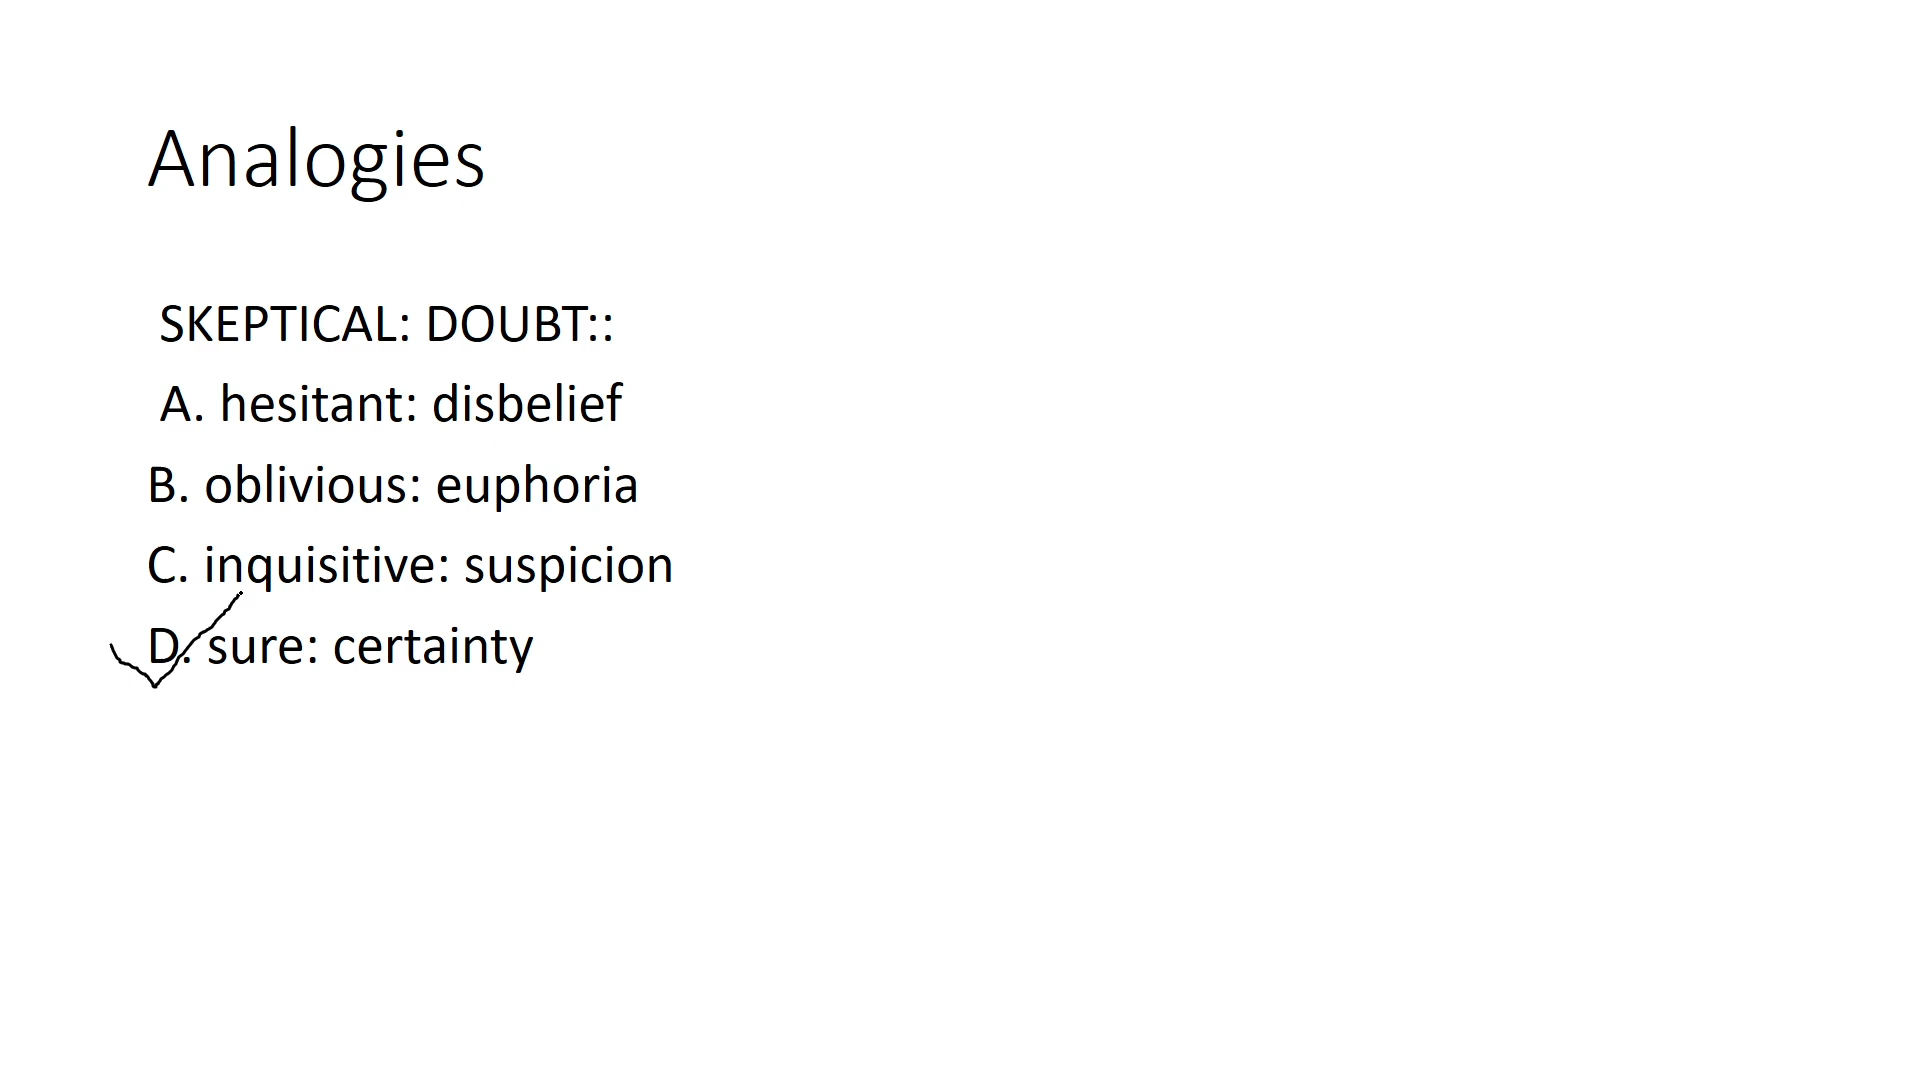 Analogies
SKEPTICAL: DOUBT::
A. hesitant: disbelief
B. oblivious: euphoria
C. inquisitive: suspicion
D. sure: certainty